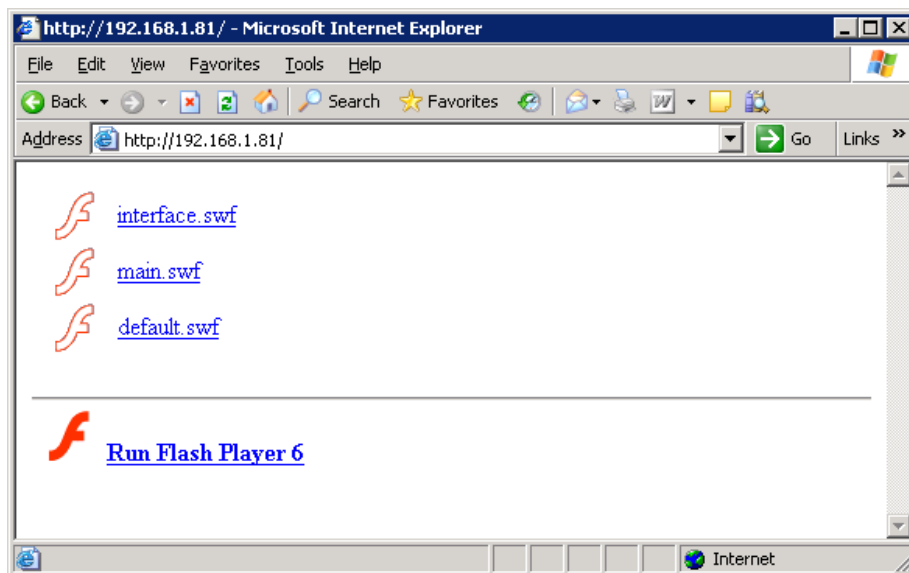 http://192.168.1.81/ - Microsoft Internet Explorer
File Edit View Favorites Tools Help
Back Search Favorites
Address http://192.168.1.81/ Go Links »
interface.swf
main.swf
default.swf
Run Flash Player 6
Internet